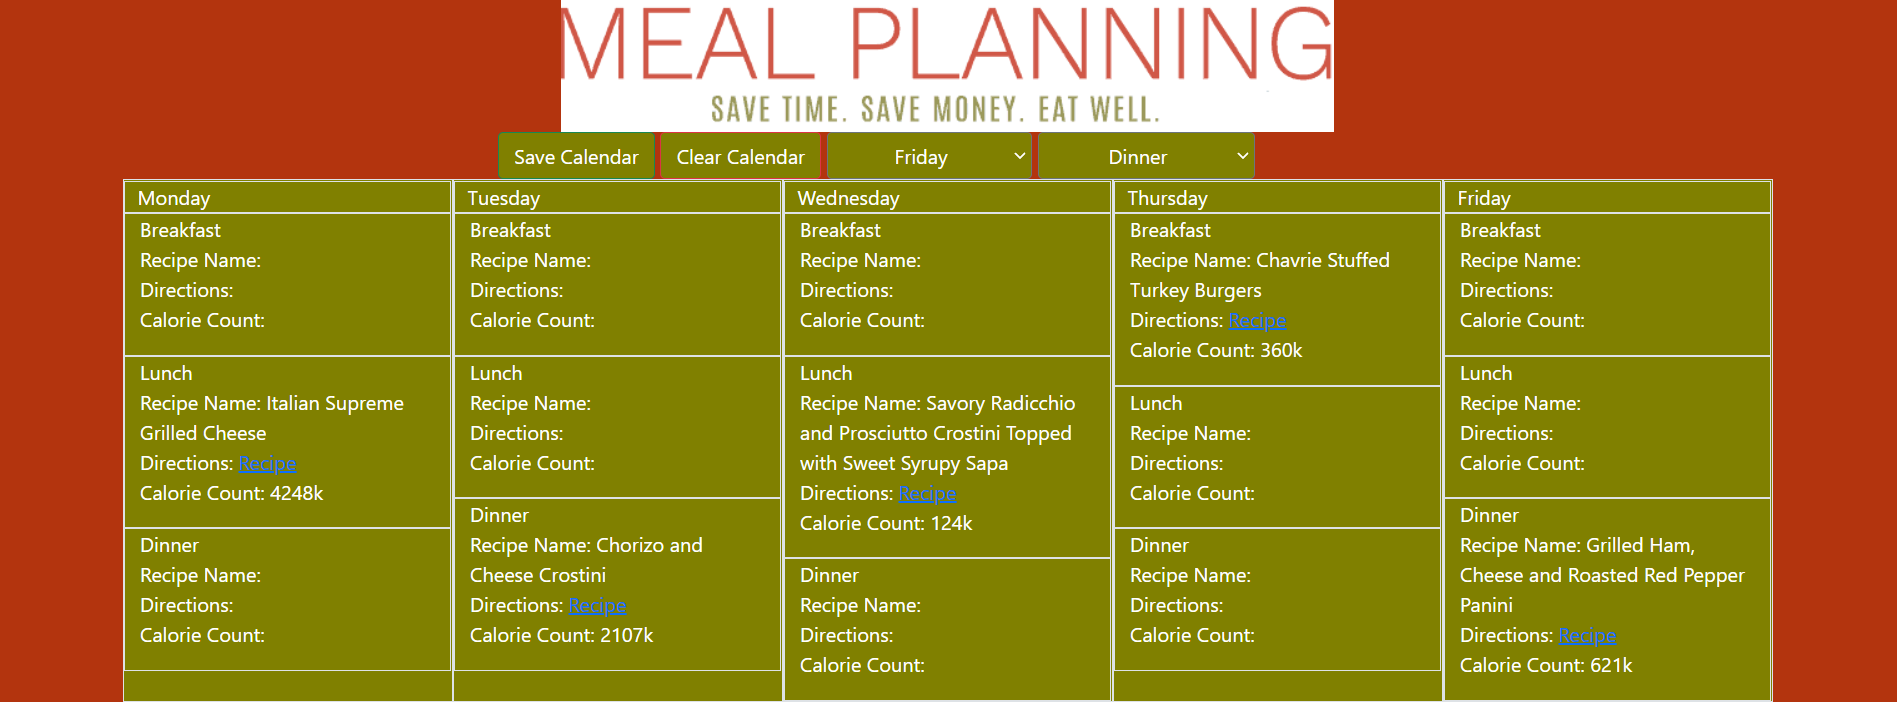 MEAL PLANNING
SAVE TIME. SAVE MONEY. EAT WELL.
Save Calendar
Clear Calendar
Friday
Dinner
Monday
Breakfast
Recipe Name:
Directions:
Calorie Count:
Lunch
Recipe Name: Italian Supreme
Grilled Cheese
Directions: Recipe
Calorie Count: 4248k
Dinner
Recipe Name:
Directions:
Calorie Count:
Tuesday
Breakfast
Recipe Name:
Directions:
Calorie Count:
Lunch
Recipe Name:
Directions:
Calorie Count:
Dinner
Recipe Name: Chorizo and
Cheese Crostini
Directions: Recipe
Calorie Count: 2107k
Wednesday
Breakfast
Recipe Name:
Directions:
Calorie Count:
Lunch
Recipe Name: Savory Radicchio
and Prosciutto Crostini Topped
with Sweet Syrupy Sapa
Directions: Recipe
Calorie Count: 124k
Dinner
Recipe Name:
Directions:
Calorie Count:
Thursday
Breakfast
Recipe Name: Chavrie Stuffed
Turkey Burgers
Directions: Recipe
Calorie Count: 360k
Lunch
Recipe Name:
Directions:
Calorie Count:
Dinner
Recipe Name:
Directions:
Calorie Count:
Friday
Breakfast
Recipe Name:
Directions:
Calorie Count:
Lunch
Recipe Name:
Directions:
Calorie Count:
Dinner
Recipe Name: Grilled Ham,
Cheese and Roasted Red Pepper
Panini
Directions: Recipe
Calorie Count: 621k